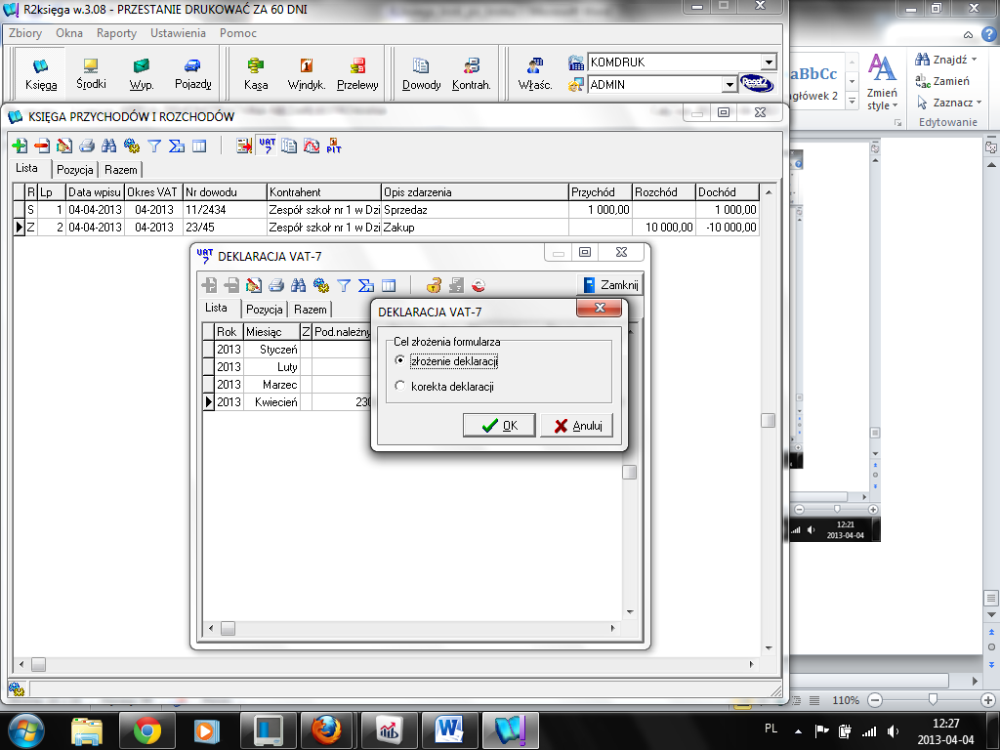 R2księga w.3.08 - PRZESTANIE DRUKOWAĆ ZA 60 DNI
Zbiory Okna Raporty Ustawienia Pomoc
Księga Środki Wyp. Pojazdy Kasa Windyk. Przelewy Dowody Kontrah. Właśc.
KOMDRUK
ADMIN
KSIĘGA PRZYCHODÓW I ROZCHODÓW
VAT 7 PIT
Lista Pozycja Razem
R Lp Data wpisu Okres VAT Nr dowodu Kontrahent Opis zdarzenia Przychód Rozchód Dochód
S 1 04-04-2013 04-2013 11/2434 Zespół szkoł nr 1 w Dzi Sprzedaz 1 000,00 1 000,00
Z 2 04-04-2013 04-2013 23/45 Zespół szkoł nr 1 w Dzi Zakup 10 000,00 -10 000,00
VAT 7 DEKLARACJA VAT-7
Zamknij
Lista Pozycja Razem
Rok Miesiąc Z Pod.należny
2013 Styczeń
2013 Luty
2013 Marzec
2013 Kwiecień 230
DEKLARACJA VAT-7
Cel złożenia formularza
złożenie deklaracji
korekta deklaracji
OK Anuluj
aBbCc
główek 2
Zmień
style
Znajdź
Zamień
Zaznacz
Edytowanie
12:21
2013-04-04
110%
PL
12:27
2013-04-04